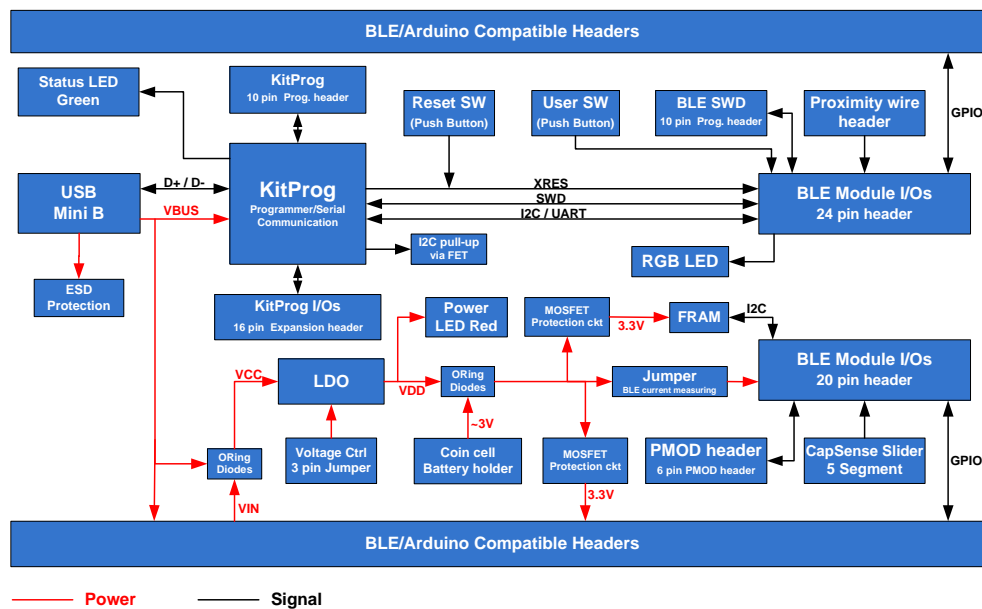 BLE/Arduino Compatible Headers
Status LED
Green
KitProg
10 pin Prog. header
Reset SW
(Push Button)
User SW
(Push Button)
BLE SWD
10 pin Prog. header
Proximity wire
header
GPIO
USB
Mini B
D+ / D-
VBUS
KitProg
Programmer/Serial
Communication
XRES
SWD
I2C / UART
BLE Module I/Os
24 pin header
I2C pull-up
via FET
RGB LED
ESD
Protection
KitProg I/Os
16 pin Expansion header
Power
LED Red
MOSFET
Protection ckt
3.3V
FRAM
I2C
BLE Module I/Os
20 pin header
VCC
LDO
VDD
ORing
Diodes
Jumper
BLE current measuring
~3V
ORing
Diodes
Voltage Ctrl
3 pin Jumper
Coin cell
Battery holder
MOSFET
Protection ckt
PMOD header
6 pin PMOD header
CapSense Slider
5 Segment
GPIO
VIN
3.3V
BLE/Arduino Compatible Headers
Power
Signal